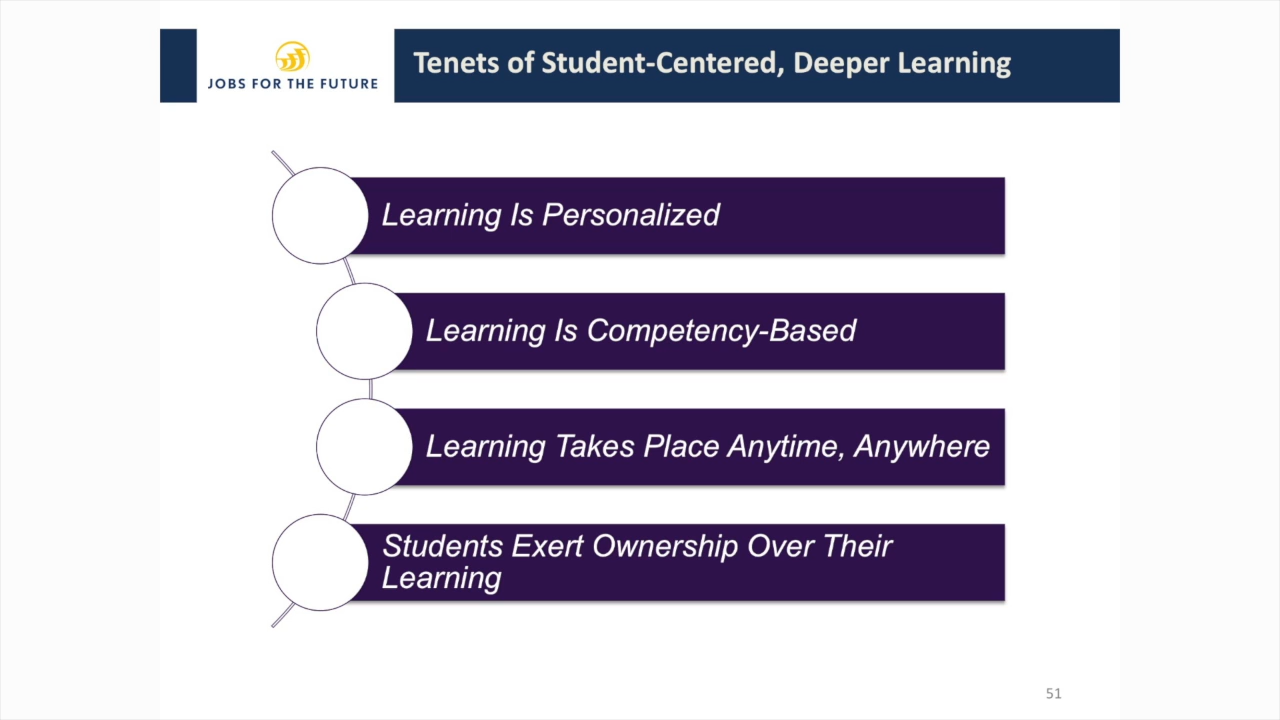 JOBS FOR THE FUTURE
Tenets of Student-Centered, Deeper Learning
Learning Is Personalized
Learning Is Competency-Based
Learning Takes Place Anytime, Anywhere
Students Exert Ownership Over Their
Learning
51